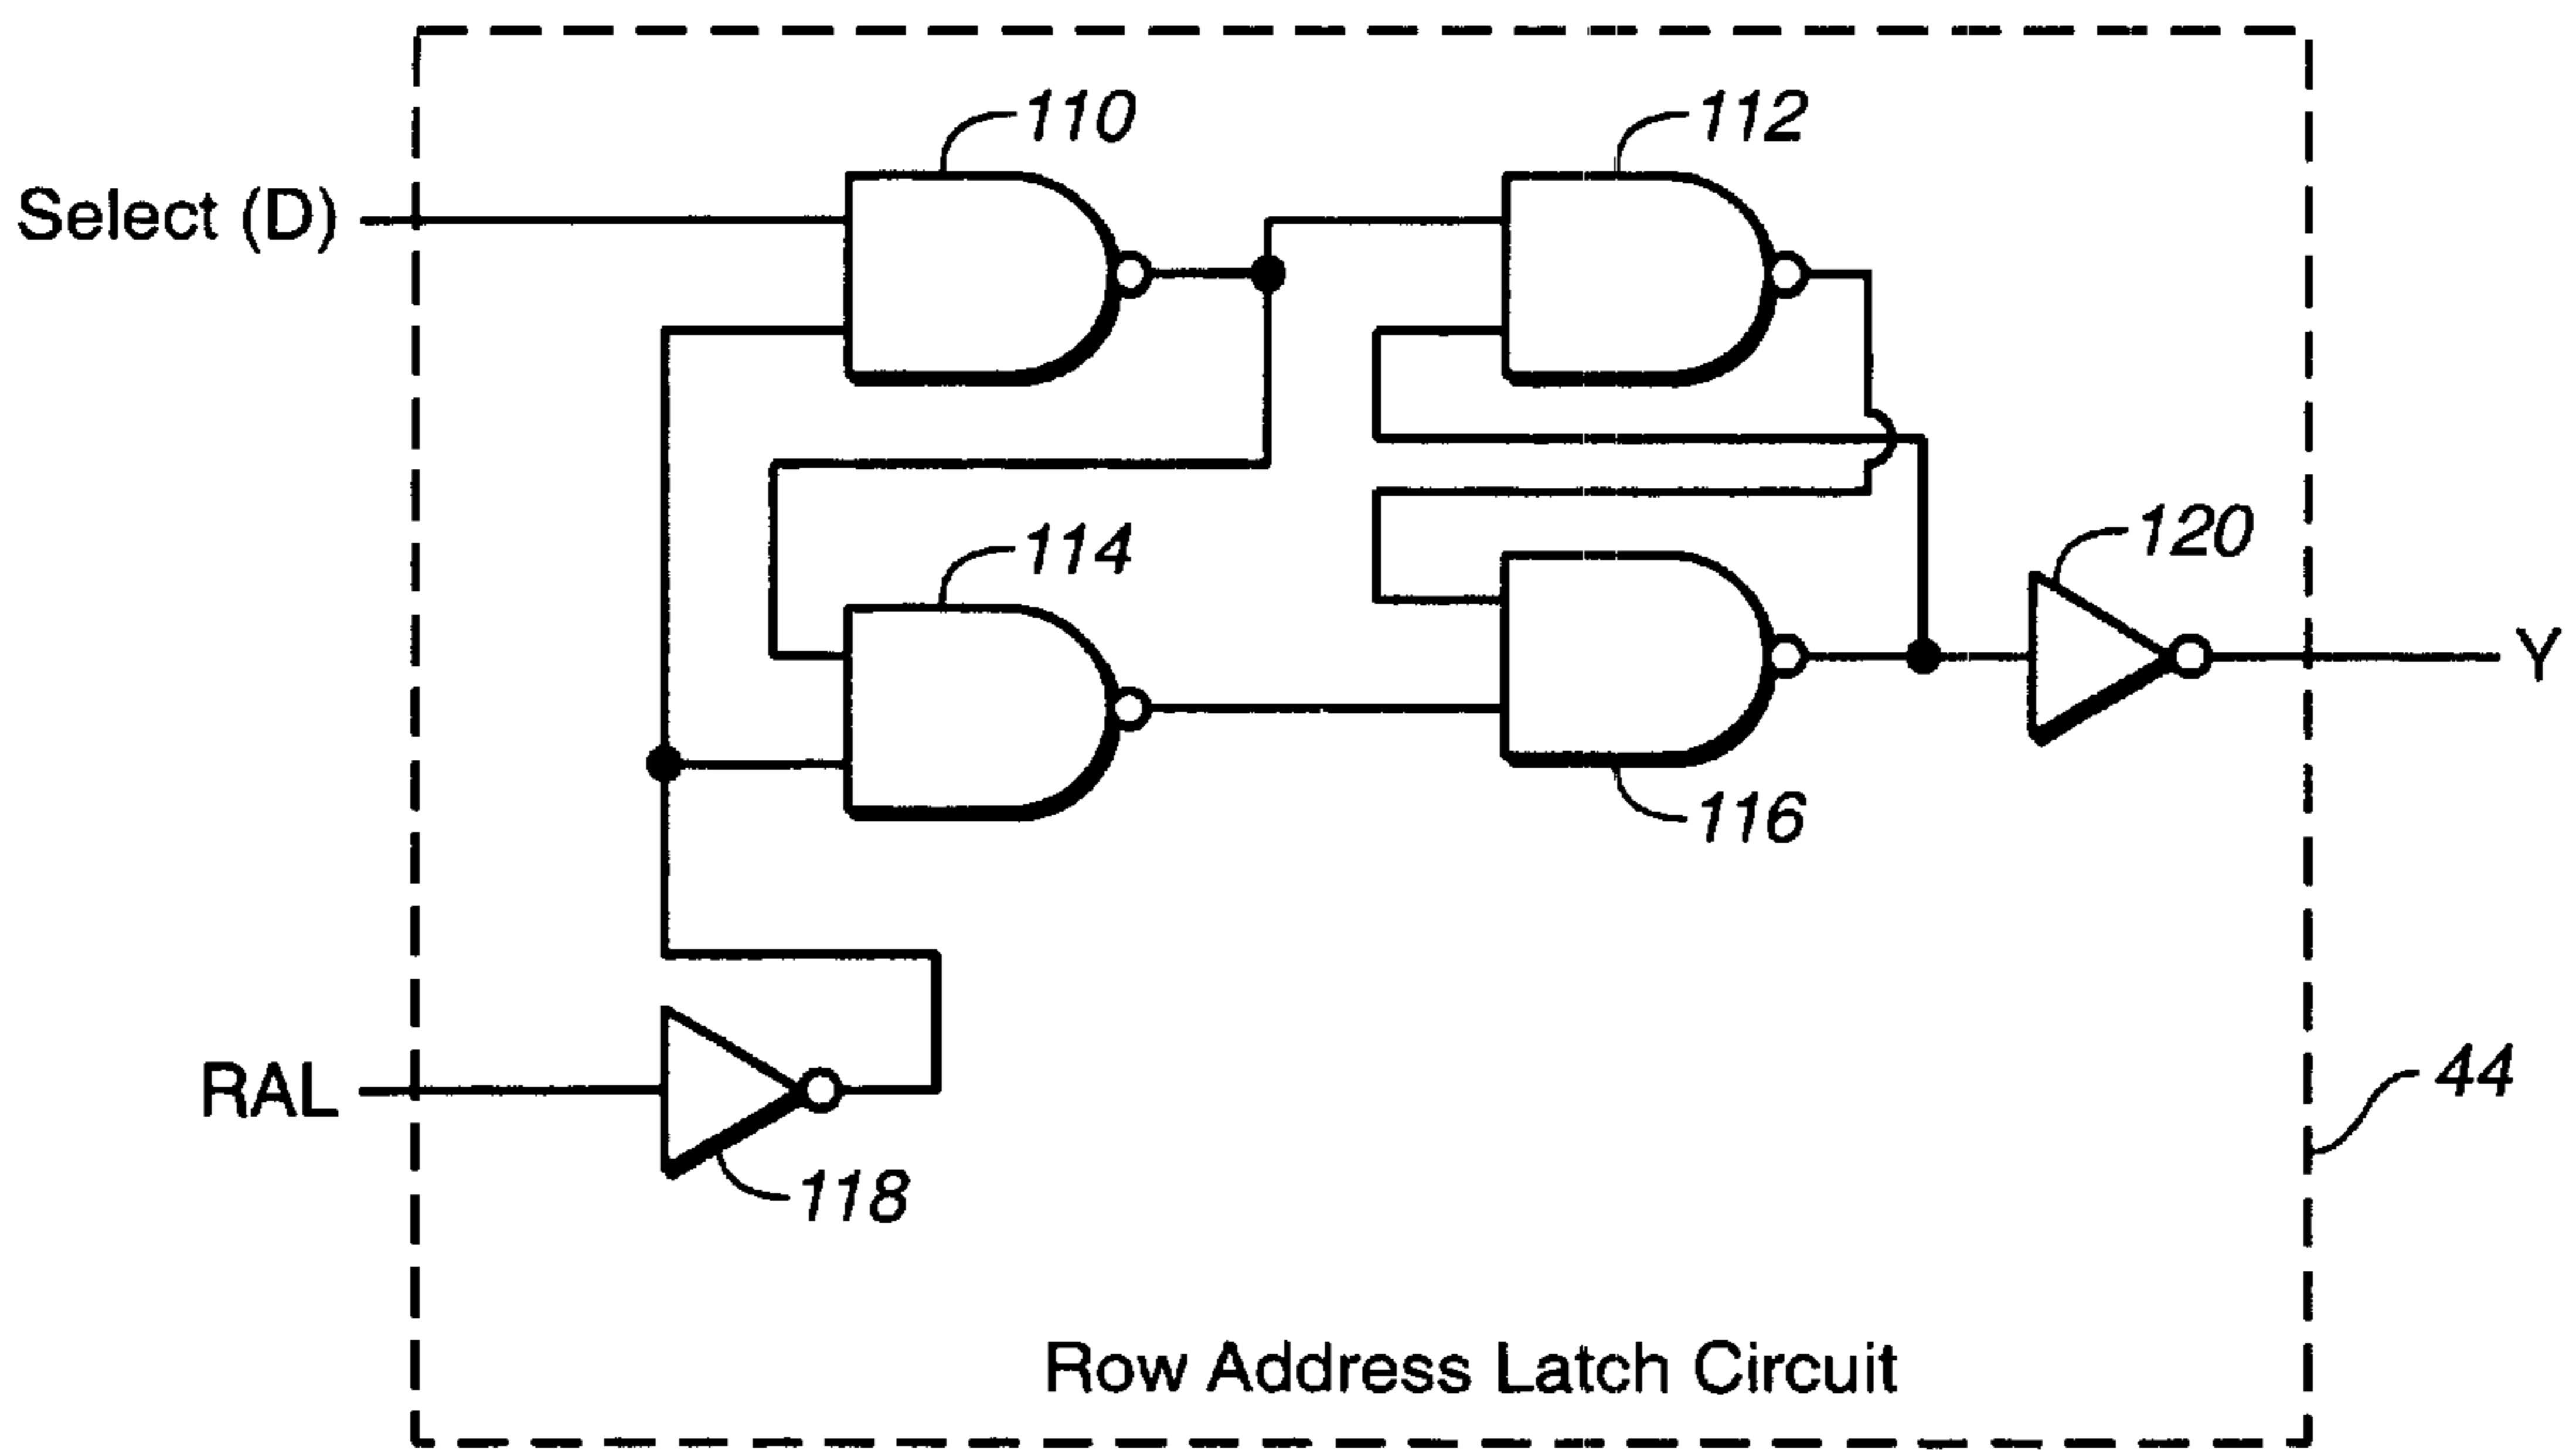 110
112
Select (D)
114
120
Y
116
RAL
44
118
Row Address Latch Circuit